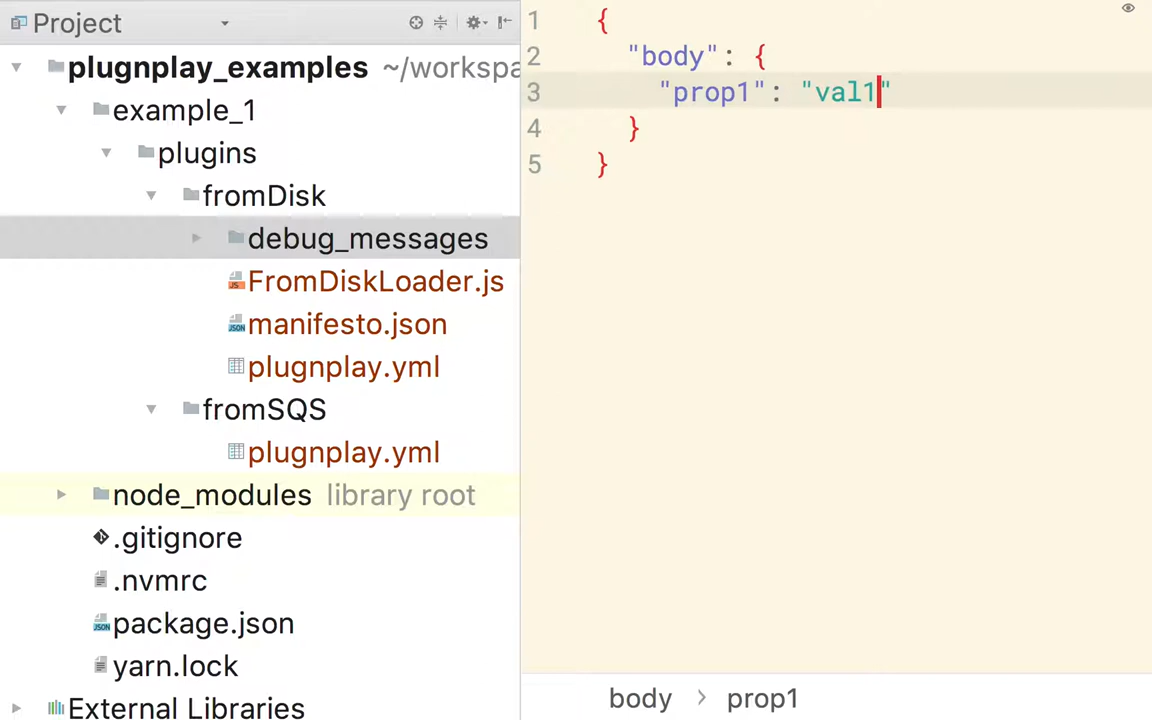 Project
plugnplay_examples ~/workspa
example_1
plugins
fromDisk
debug_messages
FromDiskLoader.js
manifesto.json
plugnplay.yml
fromSQS
plugnplay.yml
node_modules library root
.gitignore
.nvmrc
package.json
yarn.lock
External Libraries
1 {
2 "body": {
3 "prop1": "val1"
4 }
5 }
body > prop1